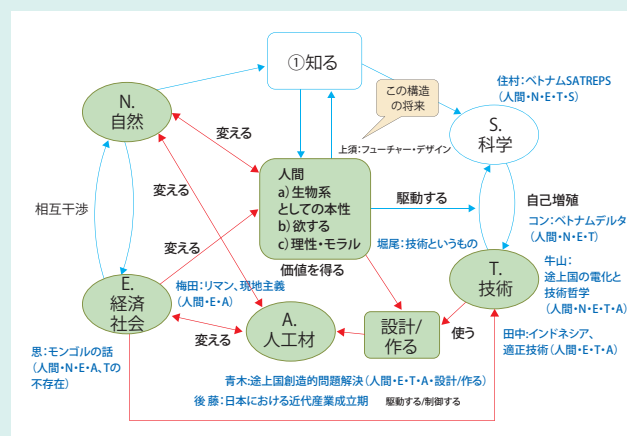 ①知る
この構造
の将来
住村：ベトナムSATREPS
（人間・N・E・T・S）
N.
自然
S.
科学
上須：フューチャー・デザイン
変える
人間
a）生物系
としての本性
b）欲する
c）理性・モラル
変える
駆動する
自己増殖
相互干渉
コン：ベトナムデルタ
（人間・N・E・T）
変える
堀尾：技術というもの
価値を得る
牛山：
途上国の電化と
技術哲学
（人間・N・E・T・A）
E.
経済
社会
梅田：リマン、現地主義
（人間・E・A）
T.
技術
A.
人工材
設計/
作る
使う
変える
田中：インドネシア、
適正技術（人間・E・T・A）
思：モンゴルの話
（人間・N・E・A、Tの
不存在）
青木：途上国創造的問題解決（人間・E・T・A・設計/作る）
後藤：日本における近代産業成立期
駆動する/制御する